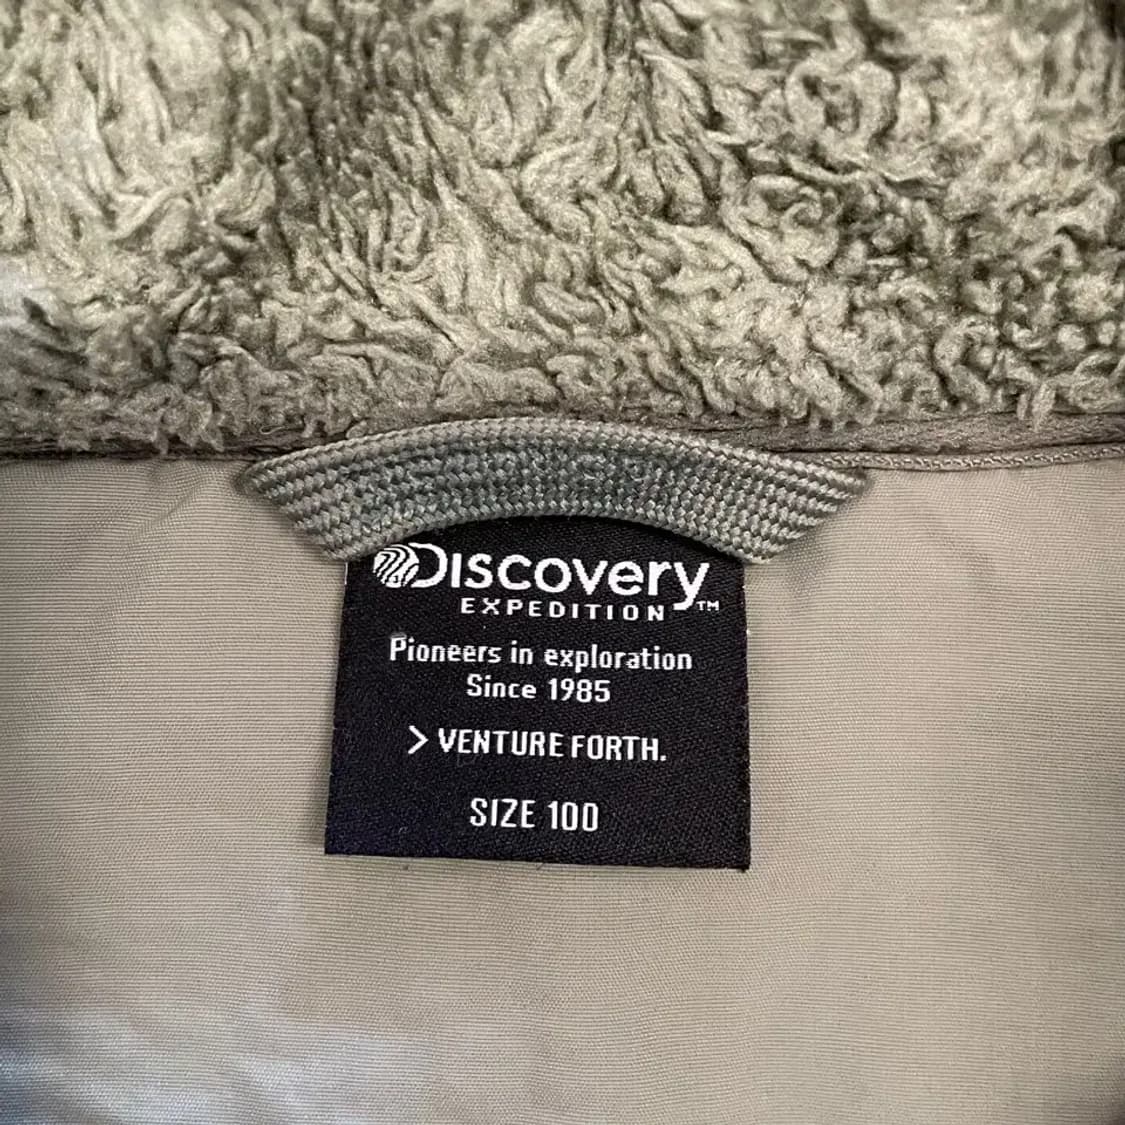 DISCOVERY
EXPEDITION™
Pioneers in exploration
Since 1985
> VENTURE FORTH.
SIZE 100